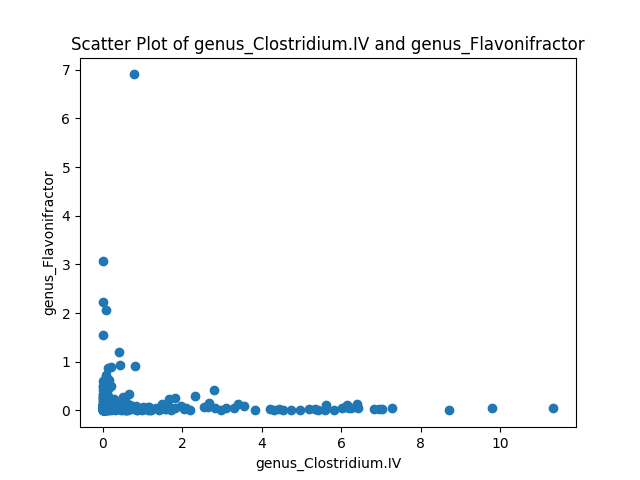 Scatter Plot of genus_Clostridium.IV and genus_Flavonifractor
7
6
5
4
3
2
1
0
genus_Flavonifractor
0 2 4 6 8 10
genus_Clostridium.IV